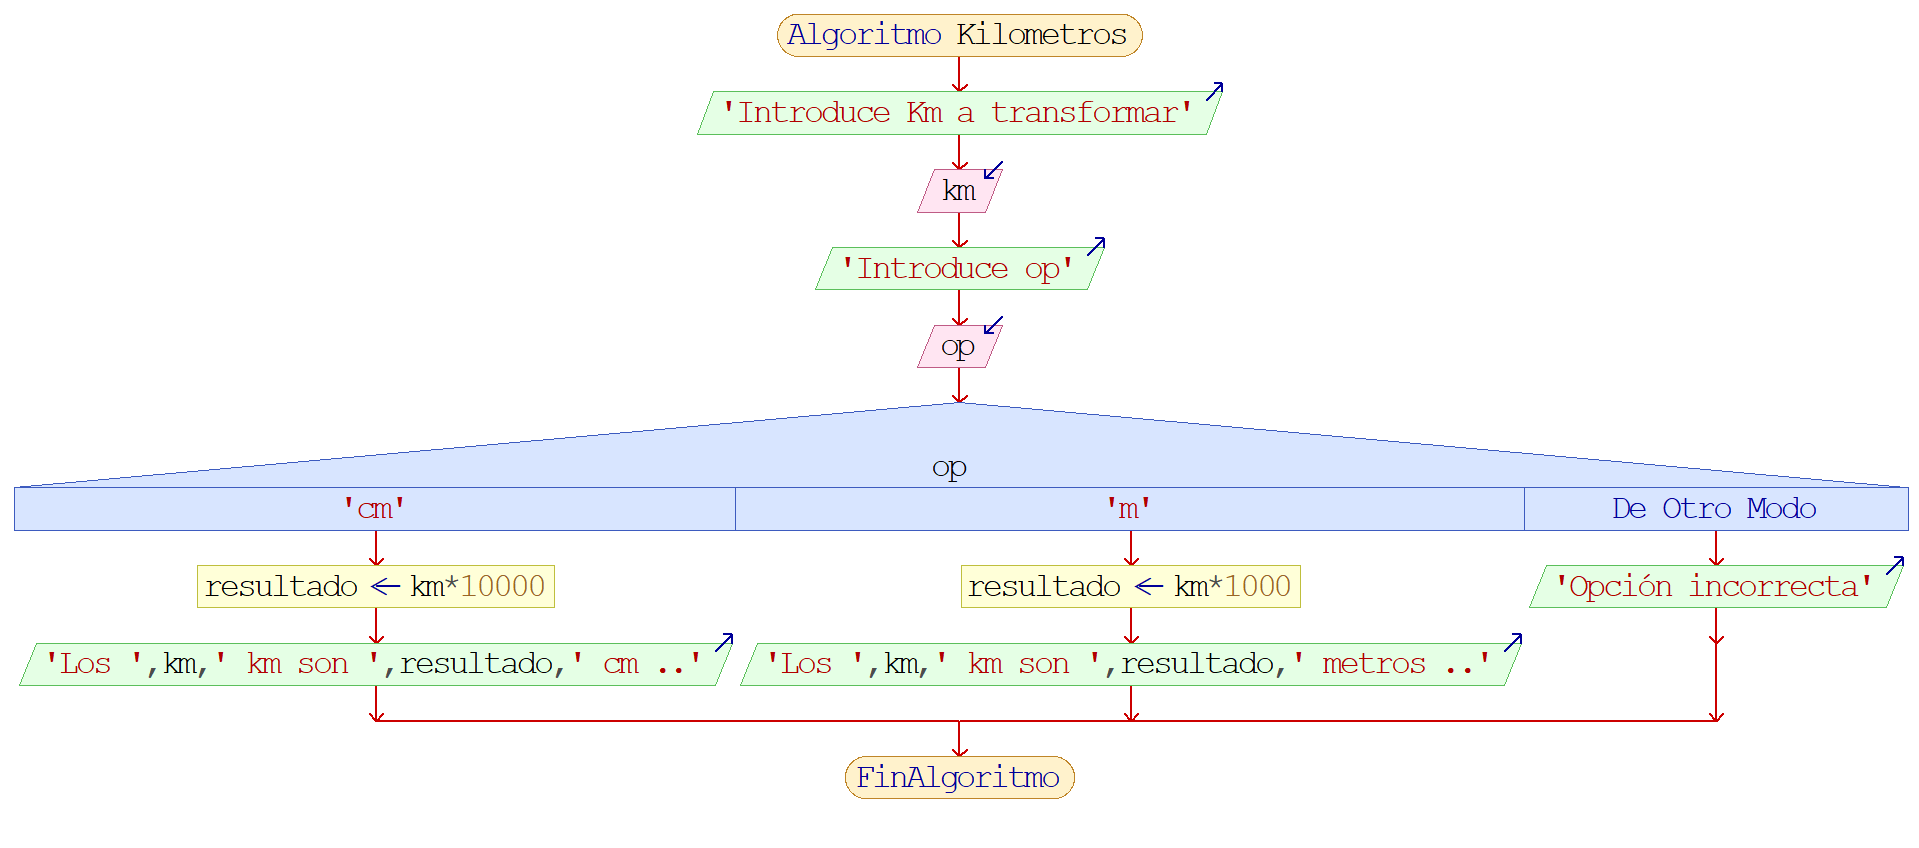 Algoritmo Kilometros
'Introduce Km a transformar'
km
'Introduce op'
op
op
'cm'
'm'
De Otro Modo
resultado ← km*10000
resultado ← km*1000
'Opción incorrecta'
'Los ',km,' km son ',resultado,' cm ..'
'Los ',km,' km son ',resultado,' metros ..'
FinAlgoritmo